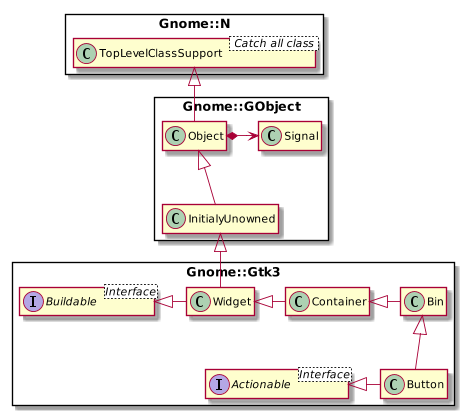 Gnome::N
Catch all class
C TopLevelClassSupport
Gnome::GObject
C Object
C Signal
C InitialyUnowned
Gnome::Gtk3
Interface
I Buildable
C Widget
C Container
C Bin
Interface
I Actionable
C Button